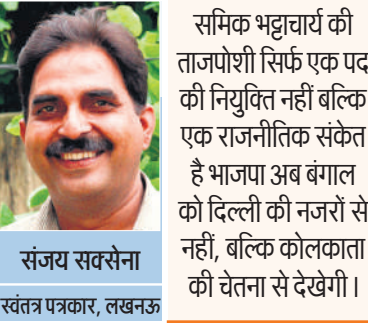 संजय सक्सेना
स्वंतत्र पत्रकार, लखनऊ
समिक भट्टाचार्य की
ताजपोशी सिर्फ एक पद
की नियुक्ति नहीं बल्कि
एक राजनीतिक संकेत
है भाजपा अब बंगाल
को दिल्ली की नजरों से
नहीं, बल्कि कोलकाता
की चेतना से देखेगी।